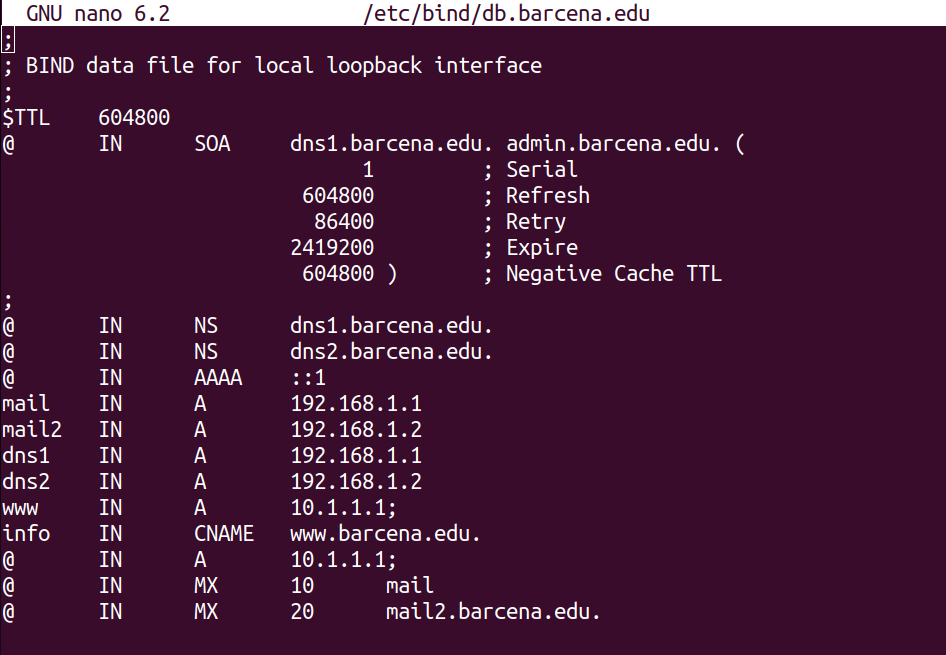 GNU nano 6.2 /etc/bind/db.barcena.edu
;
; BIND data file for local loopback interface
;
$TTL 604800
@ IN SOA dns1.barcena.edu. admin.barcena.edu. (
1 ; Serial
604800 ; Refresh
86400 ; Retry
2419200 ; Expire
604800 ) ; Negative Cache TTL
;
@ IN NS dns1.barcena.edu.
@ IN NS dns2.barcena.edu.
@ IN AAAA ::1
mail IN A 192.168.1.1
mail2 IN A 192.168.1.2
dns1 IN A 192.168.1.1
dns2 IN A 192.168.1.2
www IN A 10.1.1.1;
info IN CNAME www.barcena.edu.
@ IN A 10.1.1.1;
@ IN MX 10 mail
@ IN MX 20 mail2.barcena.edu.